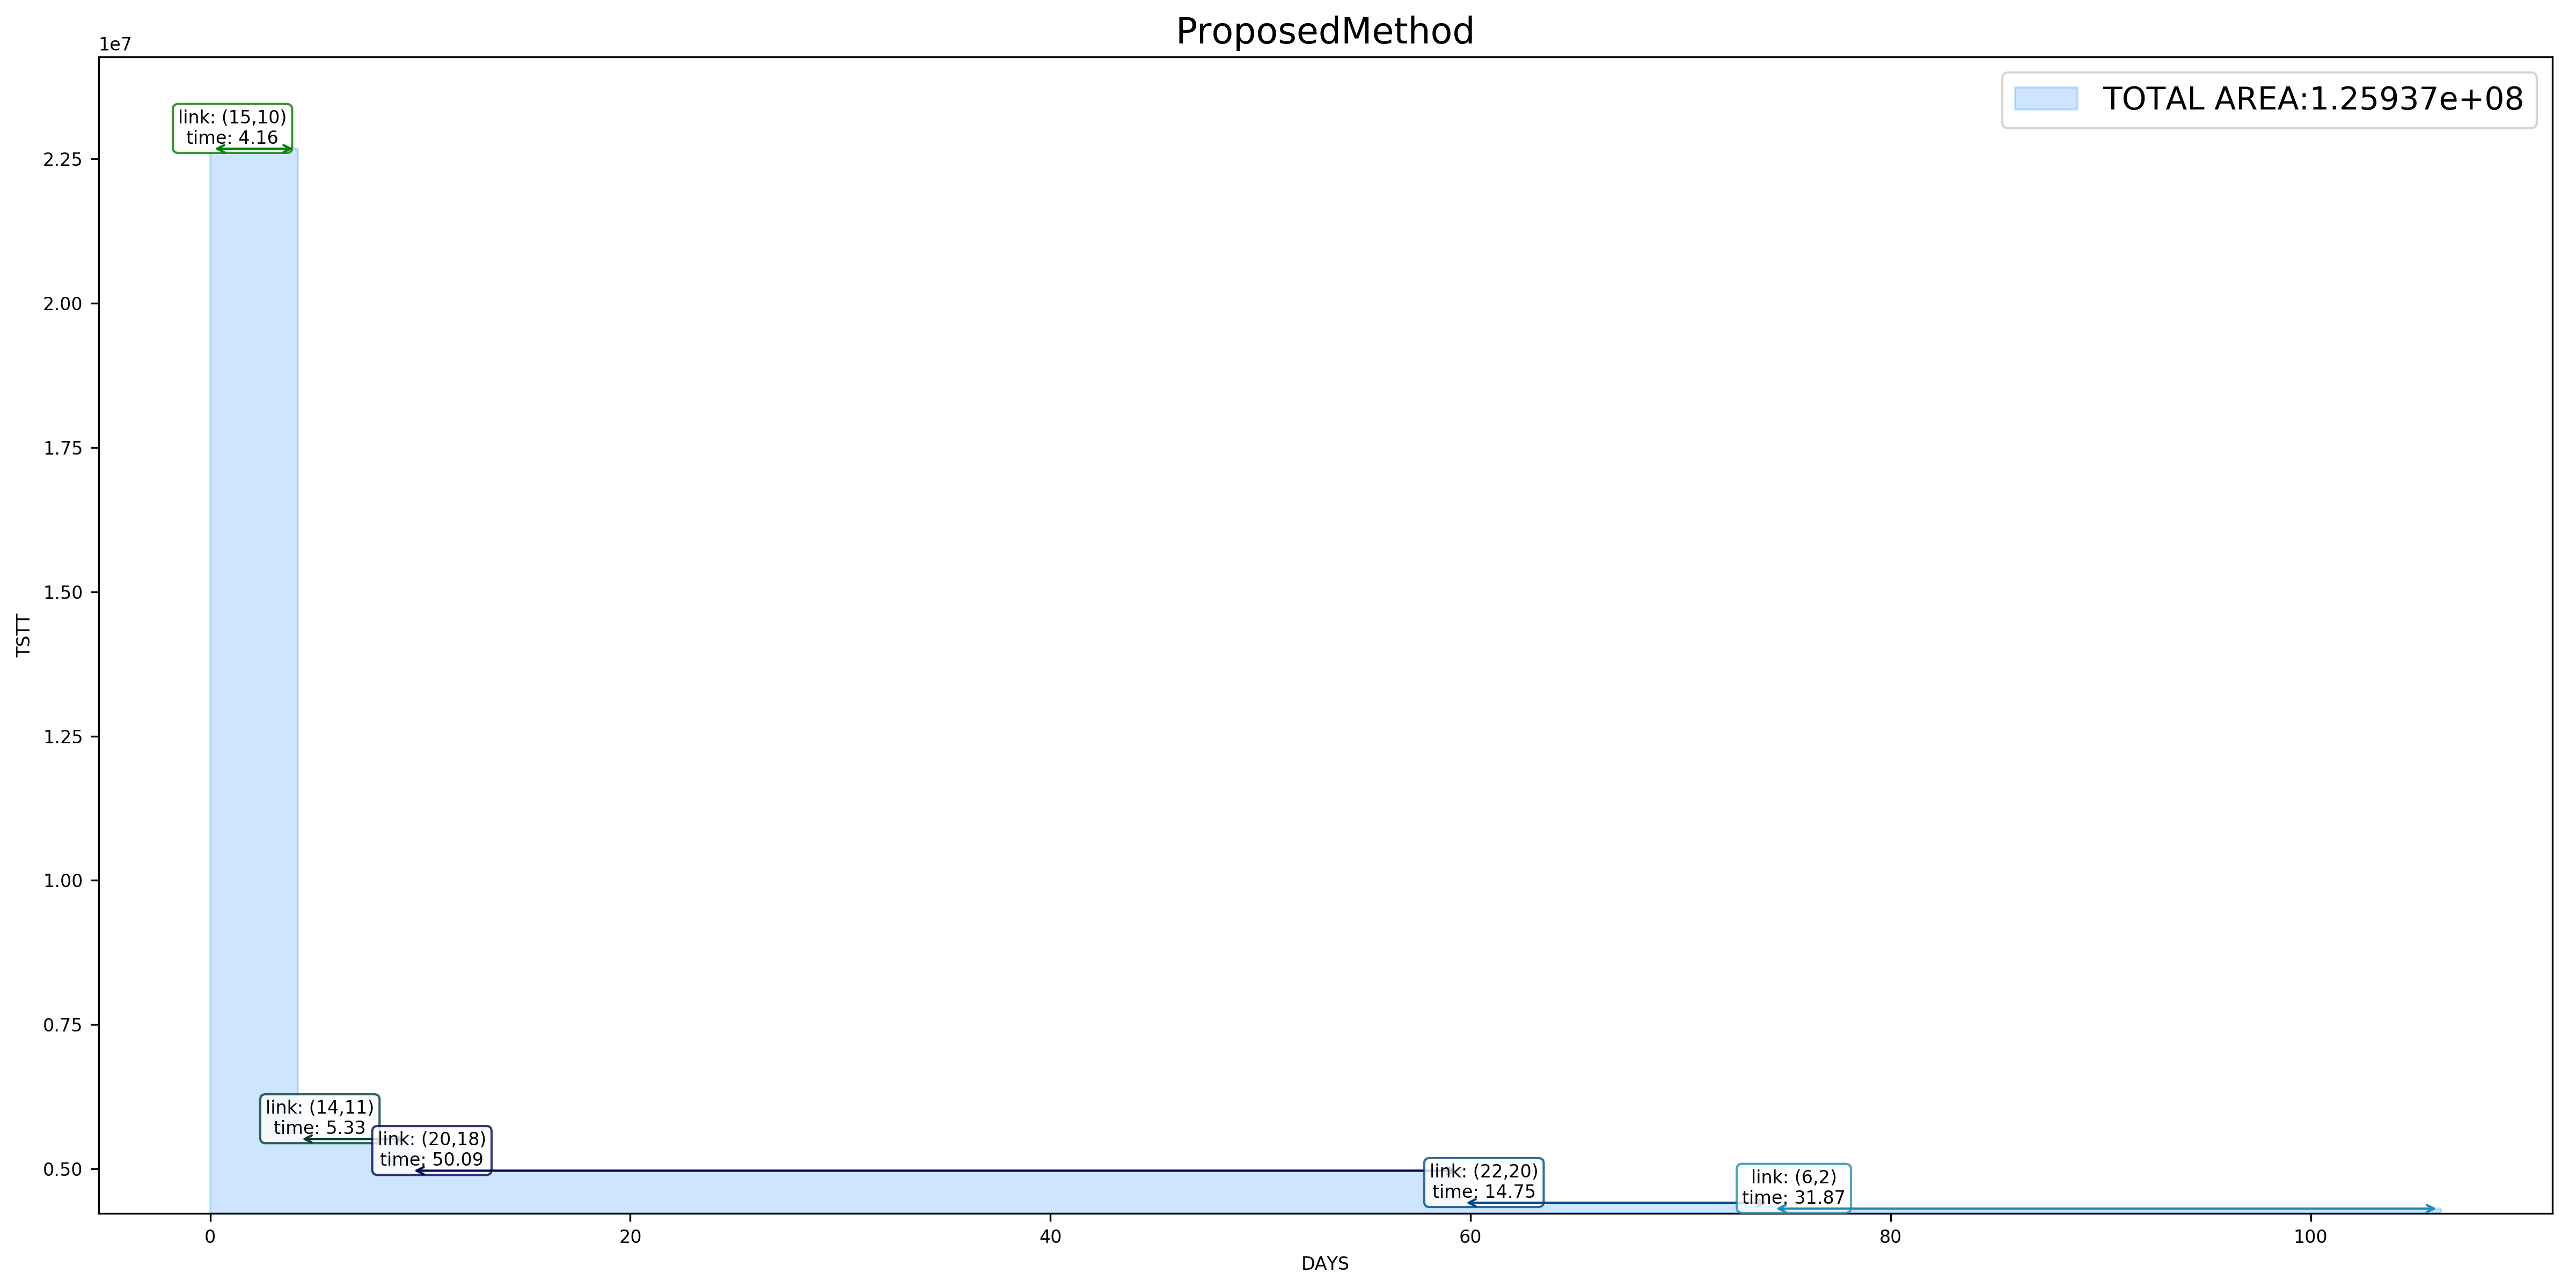 ProposedMethod
1e7
TOTAL AREA:1.25937e+08
link: (15,10)
time: 4.16
2.25
2.00
1.75
1.50
1.25
1.00
0.75
0.50
TSTT
link: (14,11)
time: 5.33
link: (20,18)
time: 50.09
link: (22,20)
time: 14.75
link: (6,2)
time: 31.87
0
20
40
60
80
100
DAYS